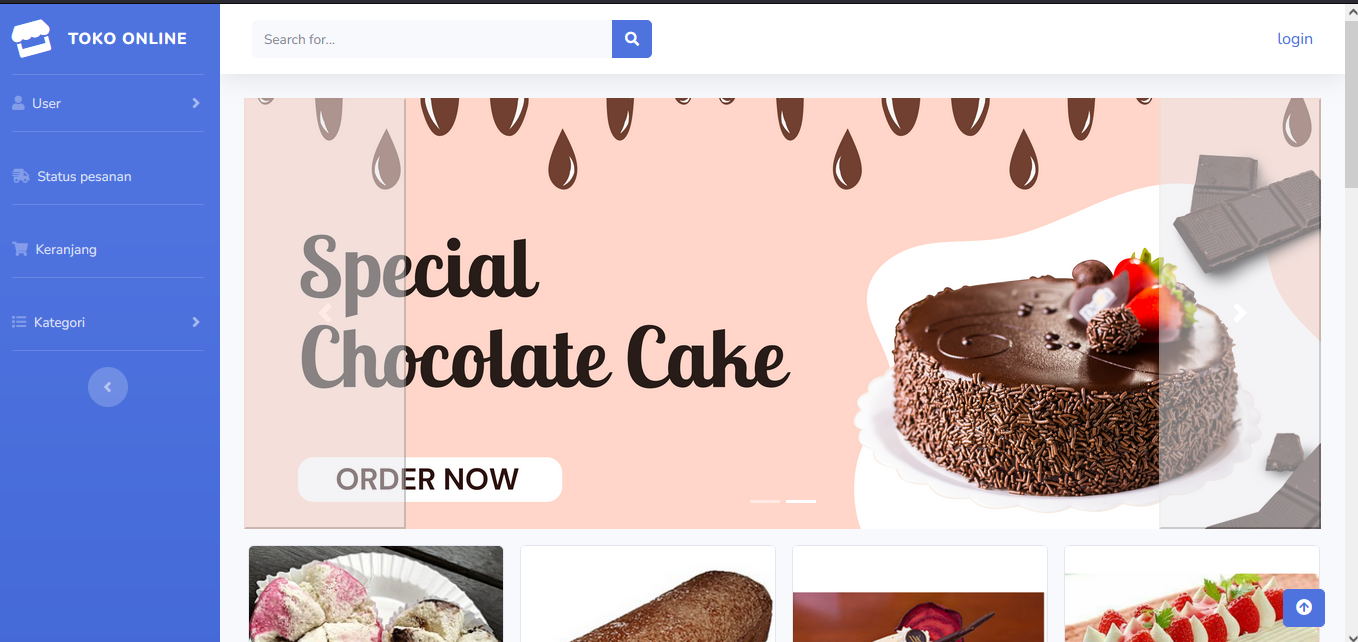 TOKO ONLINE
Search for...
login
User
Status pesanan
Keranjang
Kategori
Special
Chocolate Cake
ORDER NOW